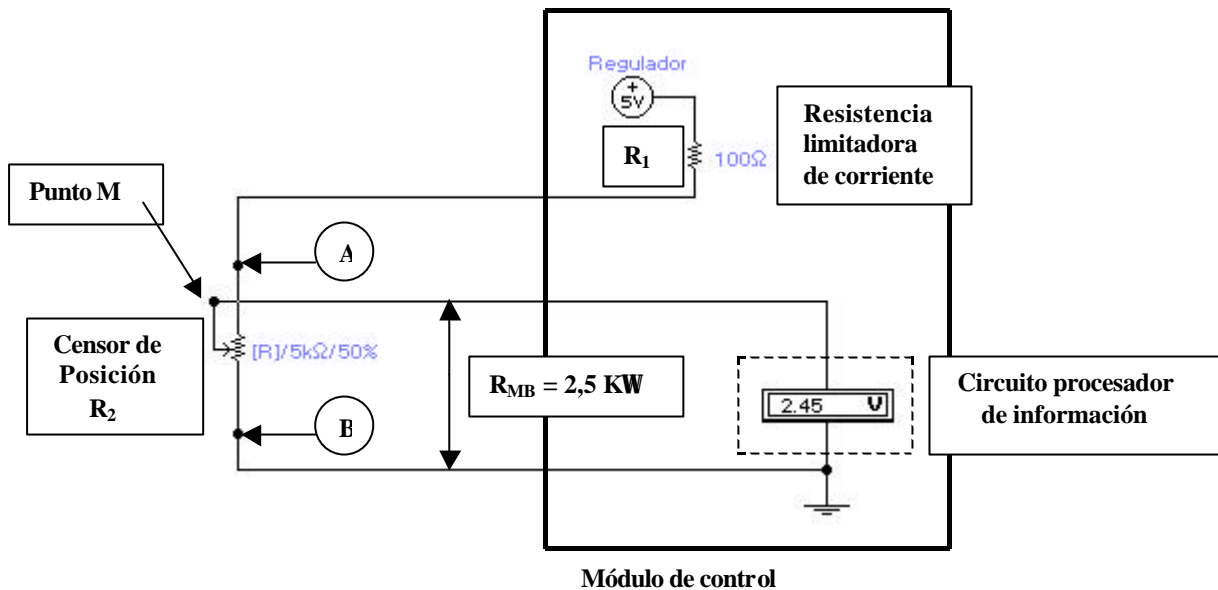 Regulador
+
5V
R1
100Ω
Resistencia
limitadora
de corriente
Punto M
A
Censor de
Posición
R2
[R]/5kΩ/50%
RMB = 2,5 KW
2.45 V
Circuito procesador
de información
B
Módulo de control